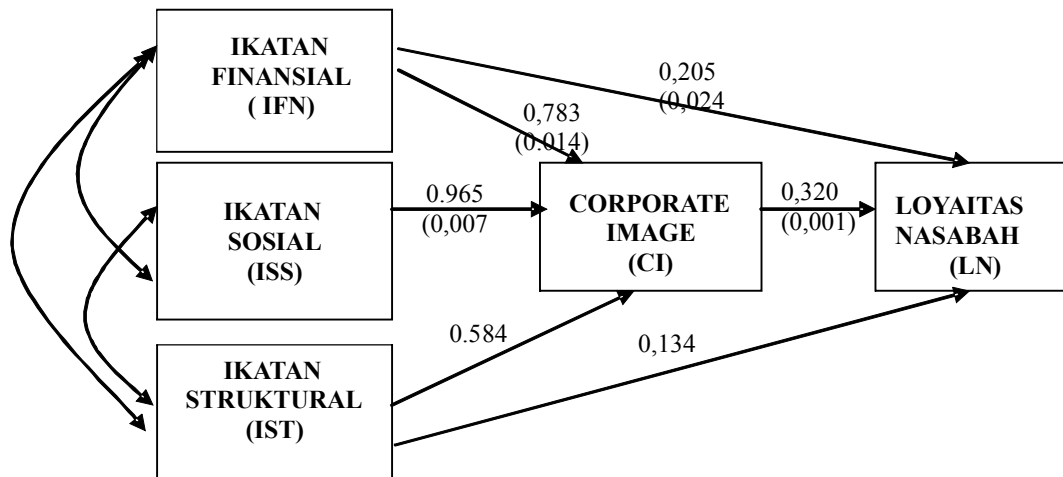 IKATAN
FINANSIAL
( IFN)
0,205
(0,024
0,783
(0.014)
IKATAN
SOSIAL
(ISS)
0.965
(0,007
CORPORATE
IMAGE
(CI)
0,320
(0,001)
LOYAITAS
NASABAH
(LN)
IKATAN
STRUKTURAL
(IST)
0.584
0,134